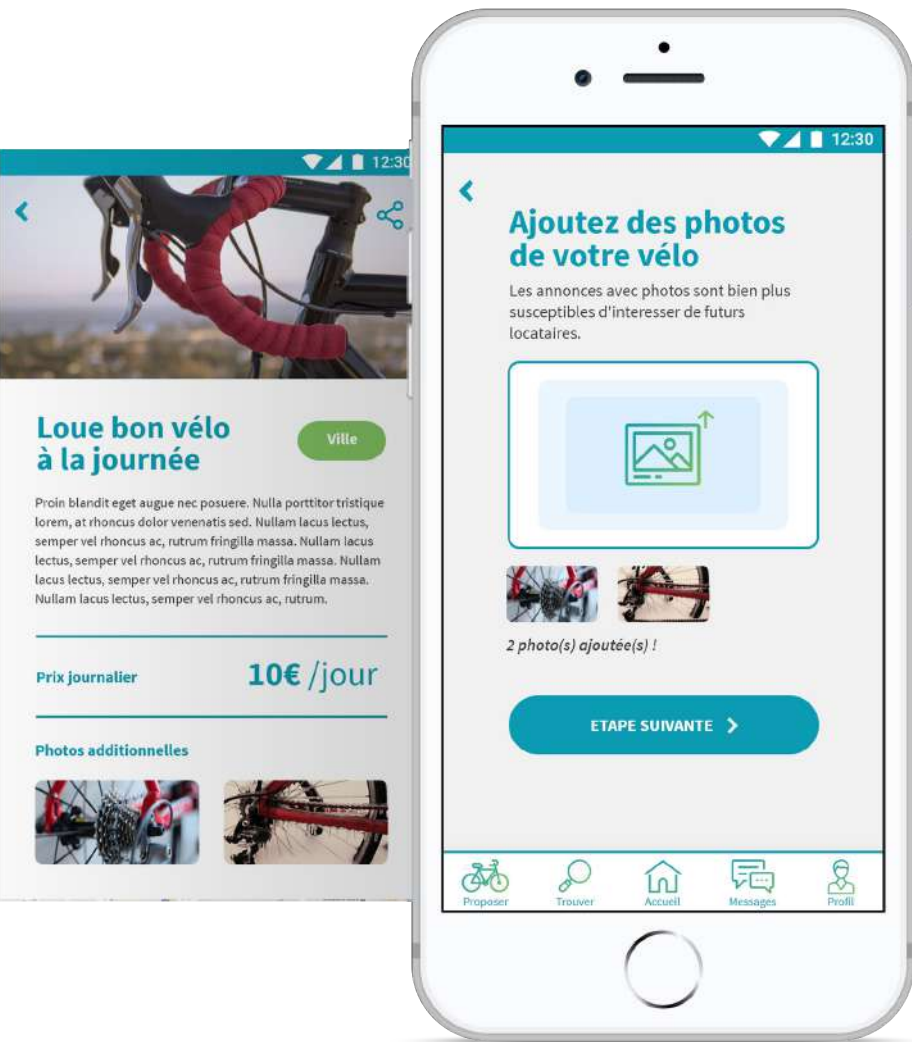 12:30
Loue bon vélo
à la journée
Ville
Proin blandit eget augue nec posuere. Nulla porttitor tristique
lorem, at rhoncus dolor venenatis sed. Nullam lacus lectus,
semper vel rhoncus ac, rutrum fringilla massa. Nullam lacus
lectus, semper vel rhoncus ac, rutrum fringilla massa. Nullam
lacus lectus, semper vel rhoncus ac, rutrum fringilla massa.
Nullam lacus lectus, semper vel rhoncus ac, rutrum.
Prix journalier
10€ /jour
Photos additionnelles
12:30
Ajoutez des photos
de votre vélo
Les annonces avec photos sont bien plus
susceptibles d'interesser de futurs
locataires.
2 photo(s) ajoutée(s) !
ETAPE SUIVANTE
Proposer
Trouver
Accueil
Messages
Profil